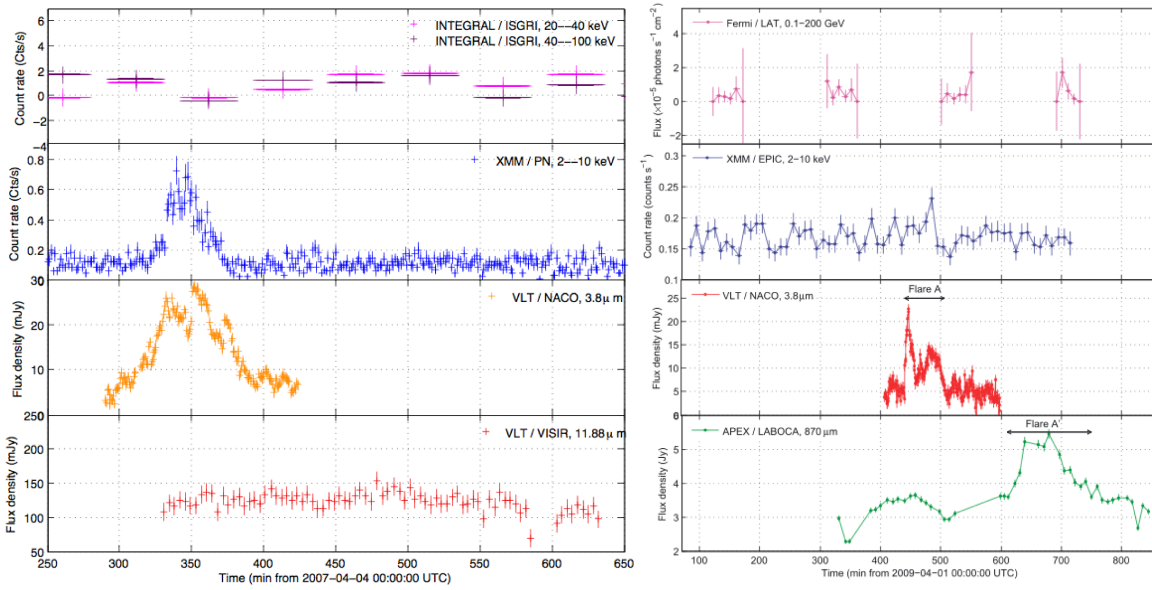 INTEGRAL / ISGRI, 20--40 keV
INTEGRAL / ISGRI, 40--100 keV
Count rate (Cts/s)
6
4
2
0
−2
−4
XMM / PN, 2--10 keV
Count rate (Cts/s)
0.8
0.6
0.4
0.2
VLT / NACO, 3.8μ m
Flux density (mJy)
30
20
10
VLT / VISIR, 11.88μ m
Flux density (mJy)
250
200
150
100
50
250 300 350 400 450 500 550 600 650
Time (min from 2007-04-04 00:00:00 UTC)
Fermi / LAT, 0.1−200 GeV
Flux (×10⁻⁵ photons s⁻¹ cm⁻²)
4
2
0
−2
XMM / EPIC, 2−10 keV
Count rate (counts s⁻¹)
0.3
0.25
0.2
0.15
0.1
VLT / NACO, 3.8μm
Flare A
Flux density (mJy)
25
20
15
10
5
APEX / LABOCA, 870 μm
Flare A'
Flux density (Jy)
5
4
3
2
100 200 300 400 500 600 700 800
Time (min from 2009−04−01 00:00:00 UTC)